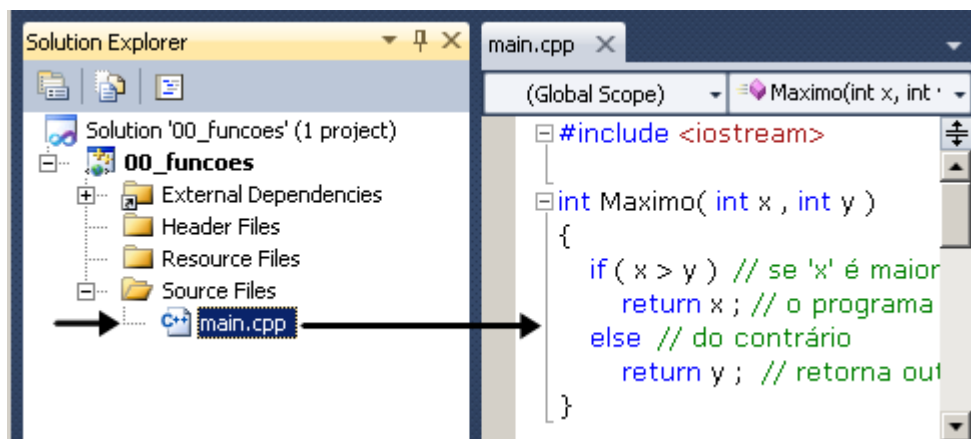 Solution Explorer
Solution '00_funcoes' (1 project)
00_funcoes
External Dependencies
Header Files
Resource Files
Source Files
C++ main.cpp
main.cpp
(Global Scope) Maximo(int x, int
#include <iostream>
int Maximo( int x , int y )
{
if ( x > y ) // se 'x' é maior
return x ; // o programa
else // do contrário
return y ; // retorna
}